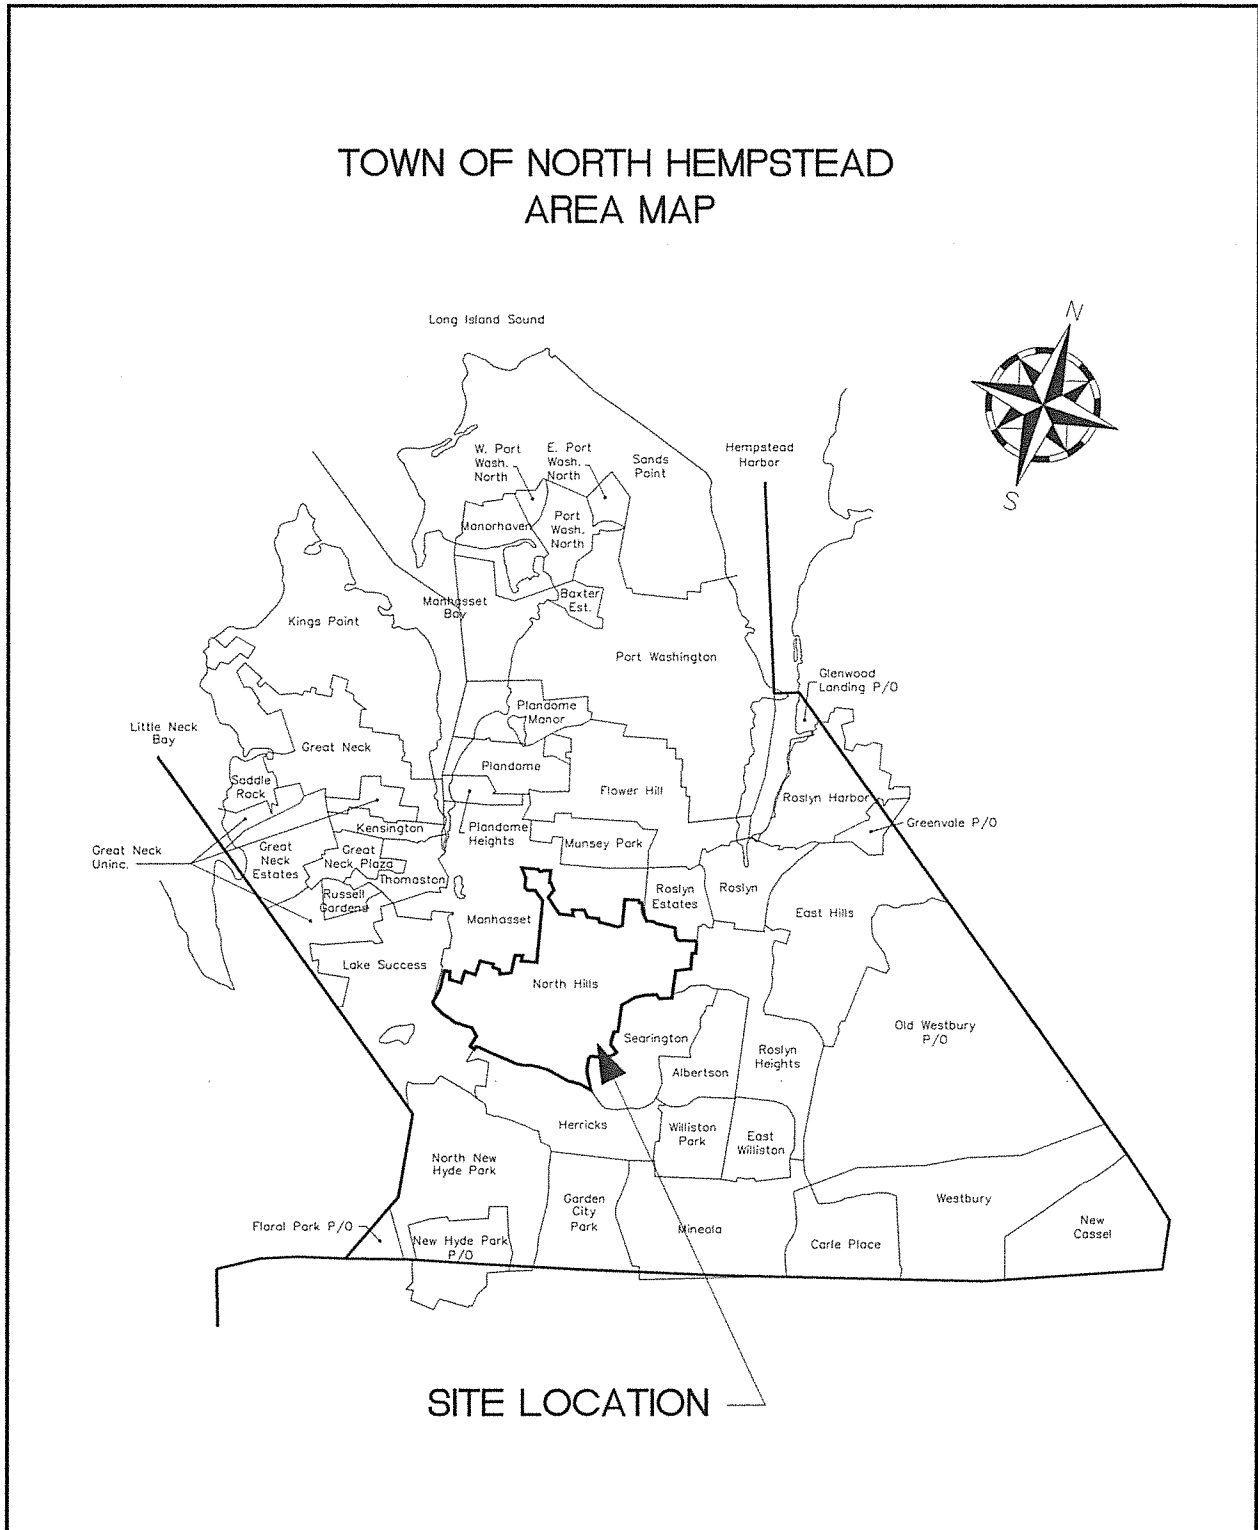 TOWN OF NORTH HEMPSTEAD
AREA MAP
Long Island Sound
N
S
W. Port
Wash.
North
E. Port
Wash.
North
Sands
Point
Hempstead
Harbor
Manorhaven
Port
Wash.
North
Manhasset
Bay
Baxter
Est.
Kings Point
Port Washington
Glenwood
Landing P/O
Plandome
Manor
Little Neck
Bay
Great Neck
Plandome
Saddle
Rock
Flower Hill
Roslyn Harbor
Greenvale P/O
Kensington
Plandome
Heights
Munsey Park
Great Neck
Uninc.
Great
Neck
Estates
Great
Neck Plaza
Thomaston
Russell
Gardens
Roslyn
Estates
Roslyn
East Hills
Manhasset
Lake Success
North Hills
Searington
Old Westbury
P/O
Roslyn
Heights
Albertson
Herricks
Williston
Park
East
Williston
North New
Hyde Park
Garden
City
Park
Westbury
Floral Park P/O
New Hyde Park
P/O
Mineola
Carle Place
New
Cassel
SITE LOCATION